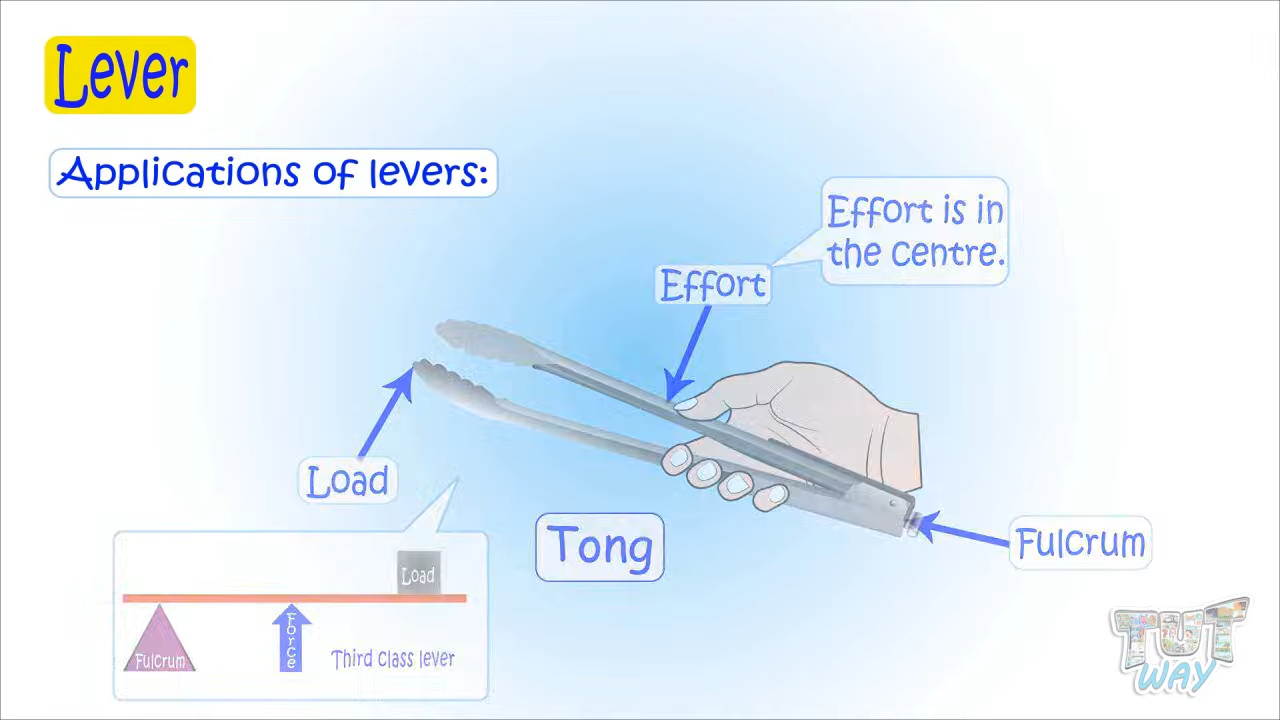 Lever
Applications of levers:
Effort is in
the centre.
Effort
Load
Tong
Fulcrum
Load
Fulcrum
Force
Third class lever
TUT
WAY